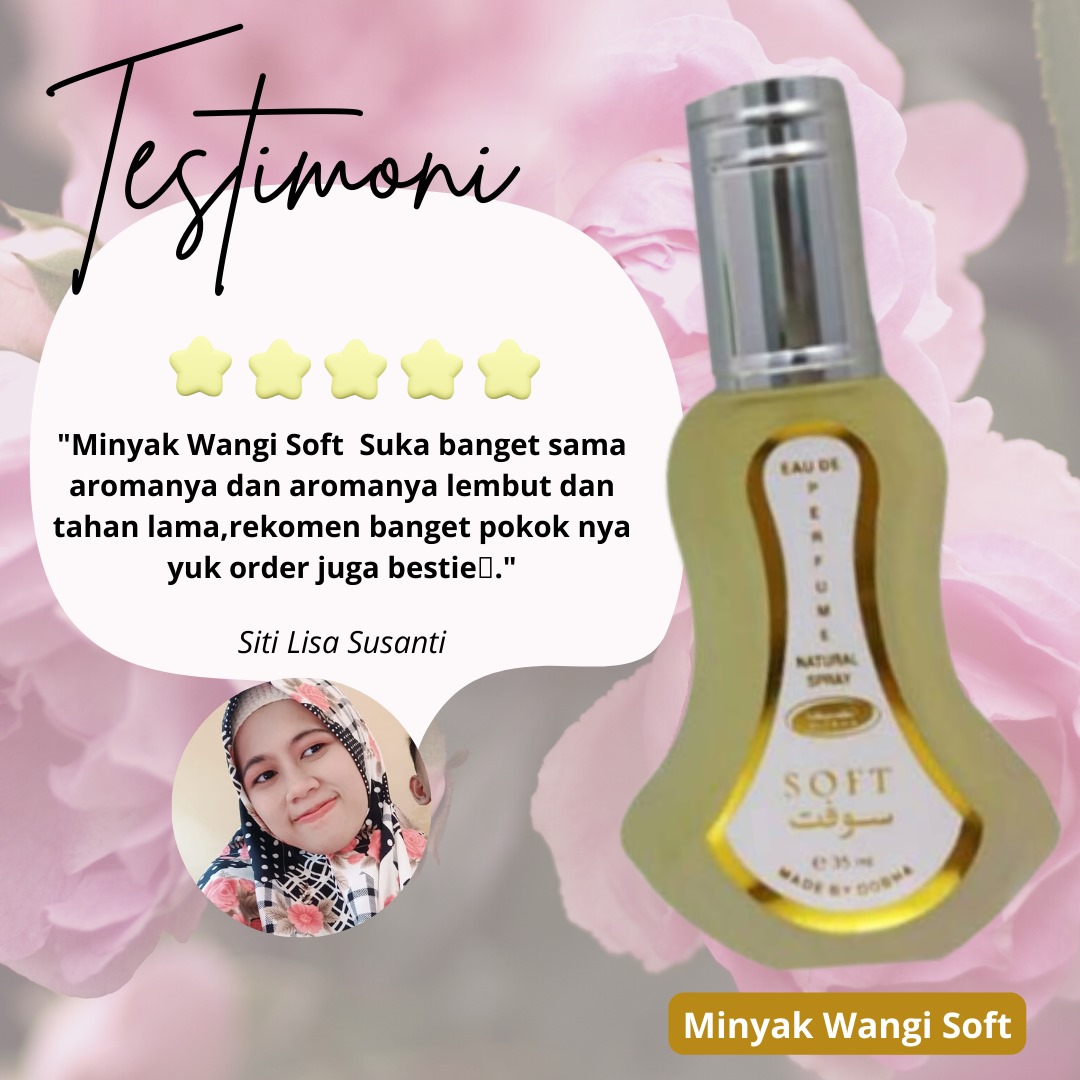 Testimoni
"Minyak Wangi Soft  Suka banget sama
aromanya dan aromanya lembut dan
tahan lama,rekomen banget pokok nya
yuk order juga bestie▯."
Siti Lisa Susanti
EAU DE
PERFUME
NATURAL
SPRAY
SOFT
سوفت
℮ 35 ml
MADE BY DOBHA
Minyak Wangi Soft